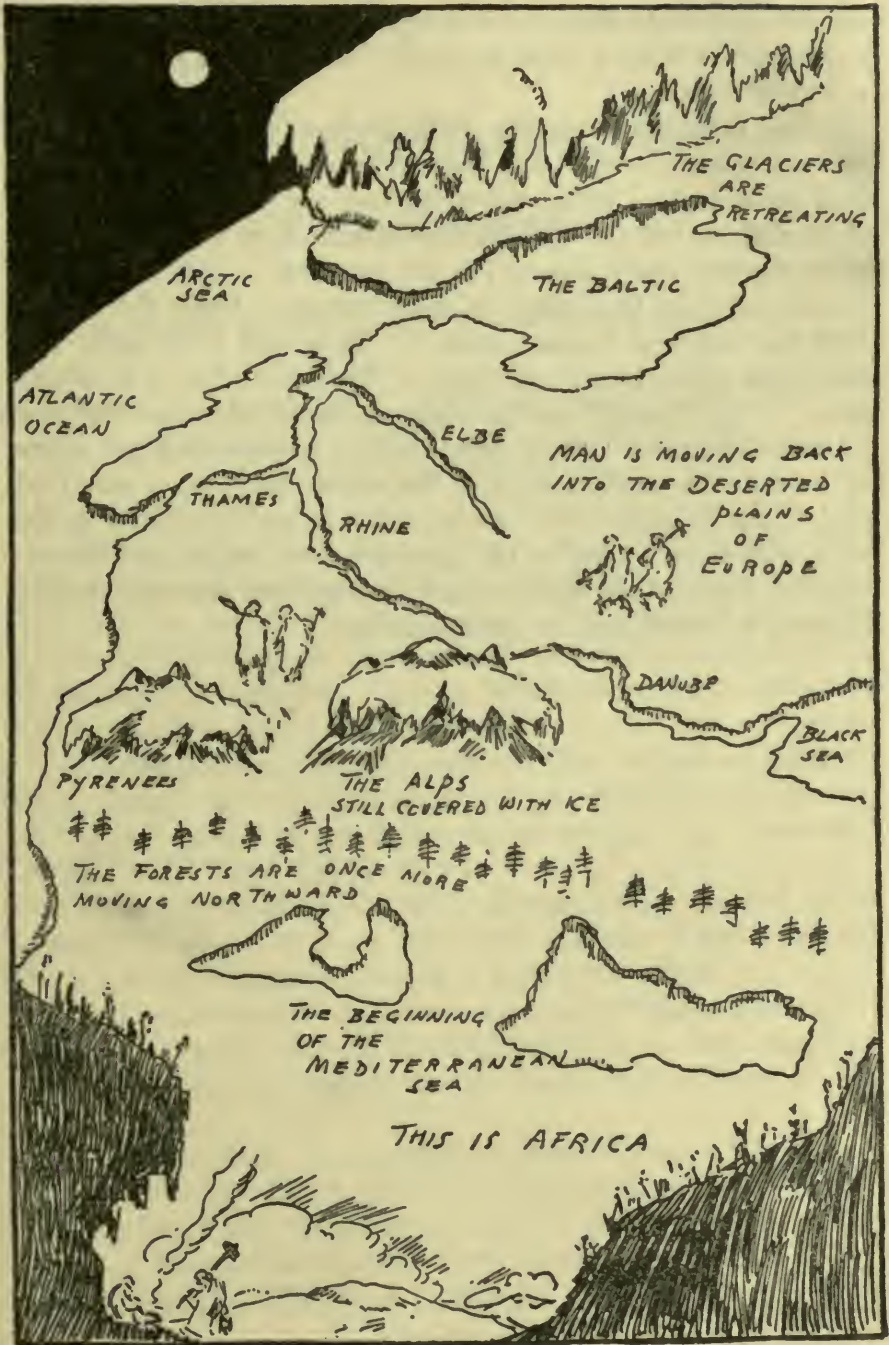 THE GLACIERS
ARE
RETREATING
ARCTIC
SEA
THE BALTIC
ATLANTIC
OCEAN
ELBE
THAMES
RHINE
MAN IS MOVING BACK
INTO THE DESERTED
PLAINS
OF
EUROPE
DANUBE
BLACK
SEA
PYRENEES
THE ALPS
STILL COVERED WITH ICE
THE FORESTS ARE ONCE MORE
MOVING NORTHWARD
THE BEGINNING
OF THE
MEDITERRANEAN
SEA
THIS IS AFRICA